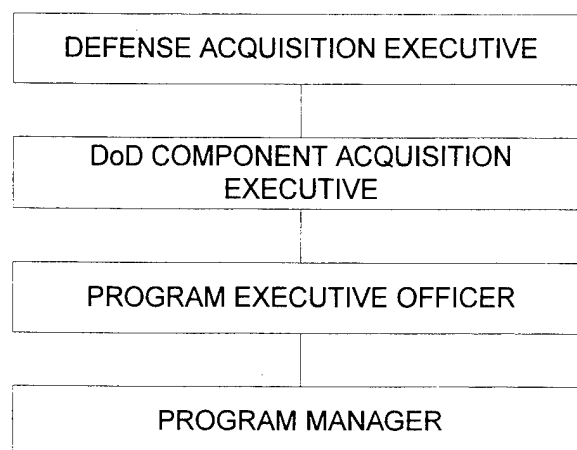 DEFENSE ACQUISITION EXECUTIVE
DoD COMPONENT ACQUISITION
EXECUTIVE
PROGRAM EXECUTIVE OFFICER
PROGRAM MANAGER